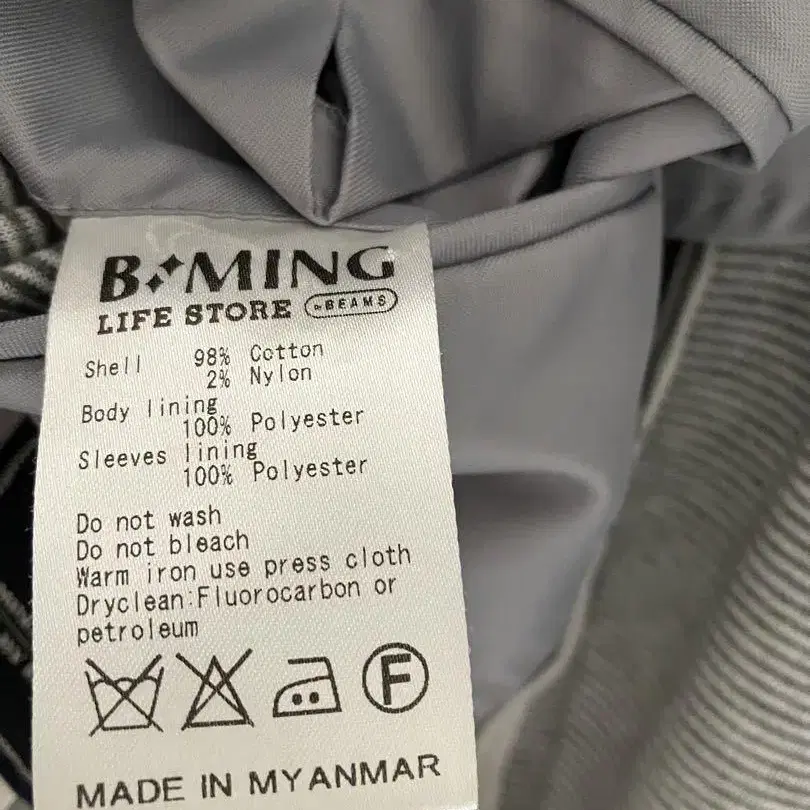 B MING
LIFE STORE by BEAMS
Shell 98% Cotton
2% Nylon
Body lining
100% Polyester
Sleeves lining
100% Polyester
Do not wash
Do not bleach
Warm iron use press cloth
Dryclean:Fluorocarbon or
petroleum
F
MADE IN MYANMAR